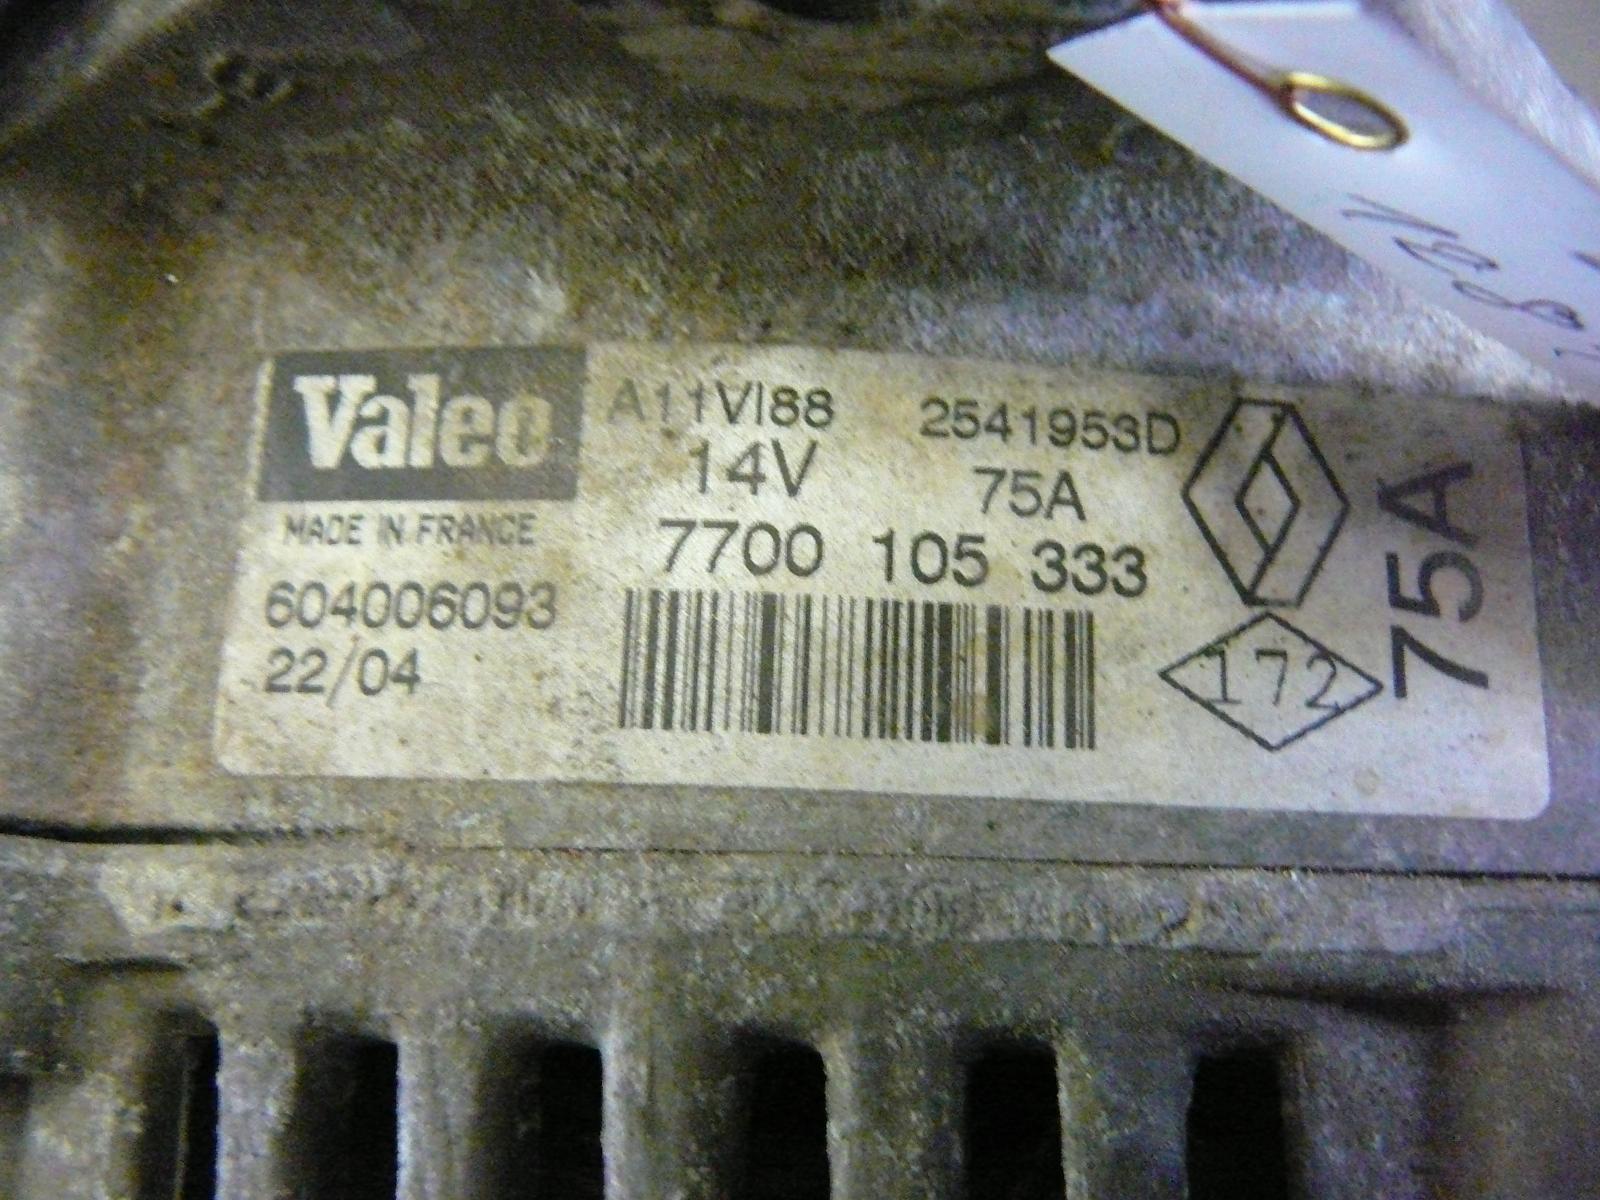 Valeo
MADE IN FRANCE
604006093
22/04
A11VI88 2541953D
14V 75A
7700 105 333
172
75A